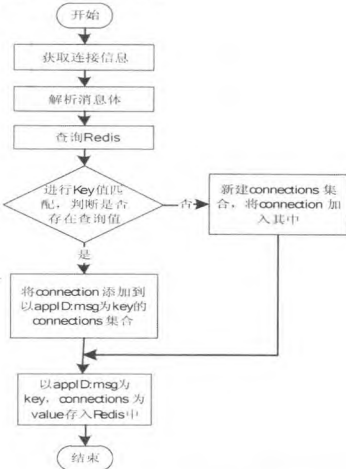 开始
获取连接信息
解析消息体
查询Redis
进行Key值匹
配，判断是否
存在查询值
否
新建connections 集
合，将connection 加
入其中
是
将connection 添加到
以appID:msg为key的
connections 集合
以appID:msg为
key，connections 为
value存入Redis中
结束